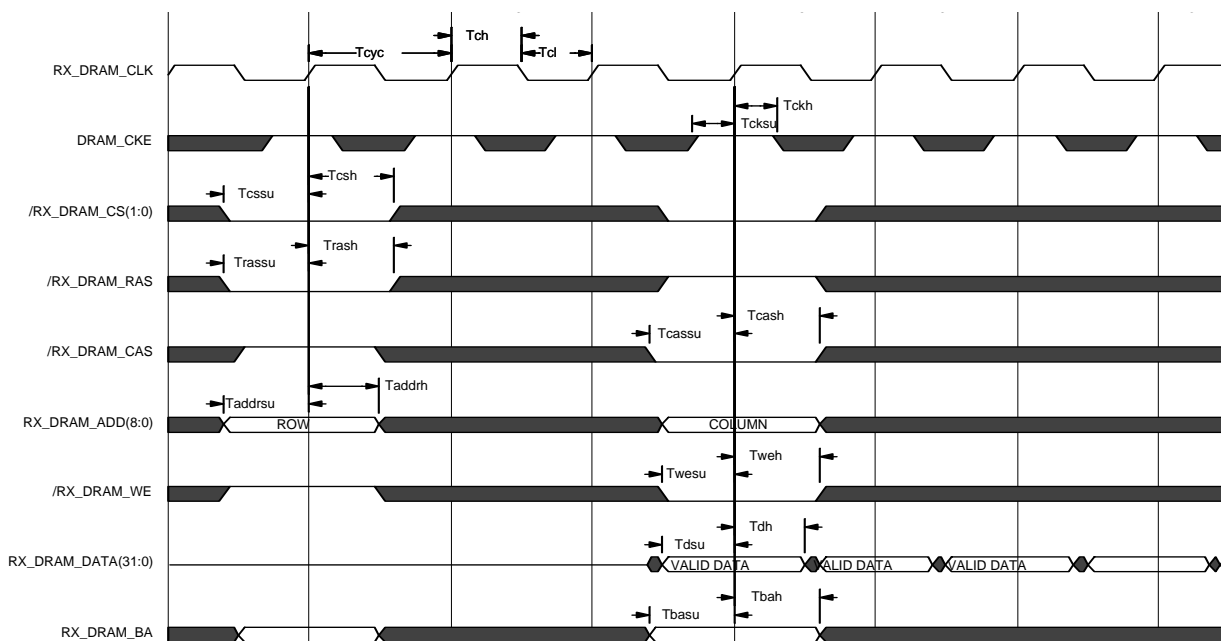 Tch
Tcyc
Tcl
RX_DRAM_CLK
Tckh
Tcksu
DRAM_CKE
Tcsh
Tcssu
/RX_DRAM_CS(1:0)
Trash
Trassu
/RX_DRAM_RAS
Tcash
Tcassu
/RX_DRAM_CAS
Taddrh
Taddrsu
RX_DRAM_ADD(8:0)
ROW
COLUMN
Tweh
Twesu
/RX_DRAM_WE
Tdh
Tdsu
RX_DRAM_DATA(31:0)
VALID DATA
VALID DATA
VALID DATA
Tbah
Tbasu
RX_DRAM_BA